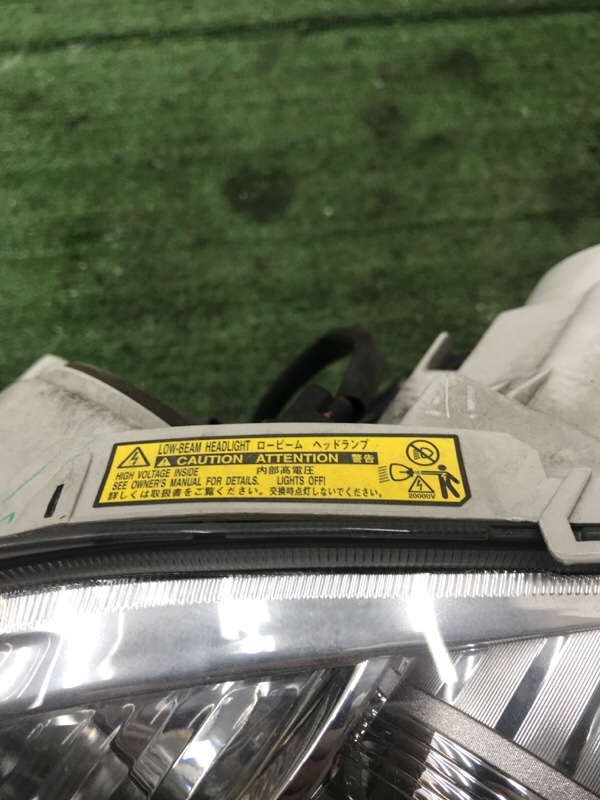 LOW-BEAM HEADLIGHT ロービーム ヘッドランプ
CAUTION ATTENTION 警告
HIGH VOLTAGE INSIDE 内部高電圧
SEE OWNER'S MANUAL FOR DETAILS. LIGHTS OFF!
詳しくは取扱書をご覧ください。交換時点灯しないでください。
20000V